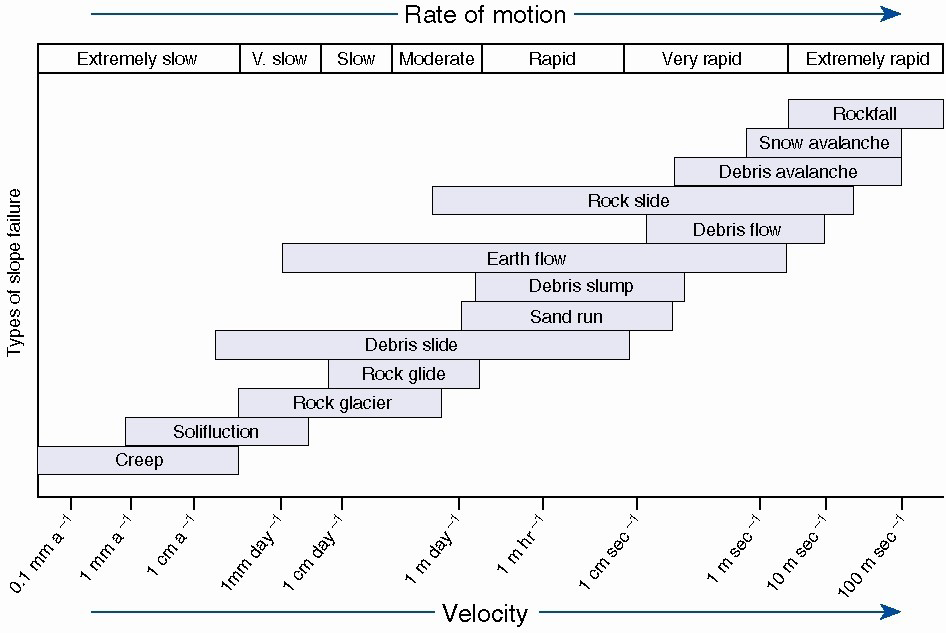 Rate of motion
Extremely slow V. slow Slow Moderate Rapid Very rapid Extremely rapid
Types of slope failure
Rockfall
Snow avalanche
Debris avalanche
Rock slide
Debris flow
Earth flow
Debris slump
Sand run
Debris slide
Rock glide
Rock glacier
Solifluction
Creep
0.1 mm a⁻¹ 1 mm a⁻¹ 1 cm a⁻¹ 1mm day⁻¹ 1 cm day⁻¹ 1 m day⁻¹ 1 m hr⁻¹ 1 cm sec⁻¹ 1 m sec⁻¹ 10 m sec⁻¹ 100 m sec⁻¹
Velocity